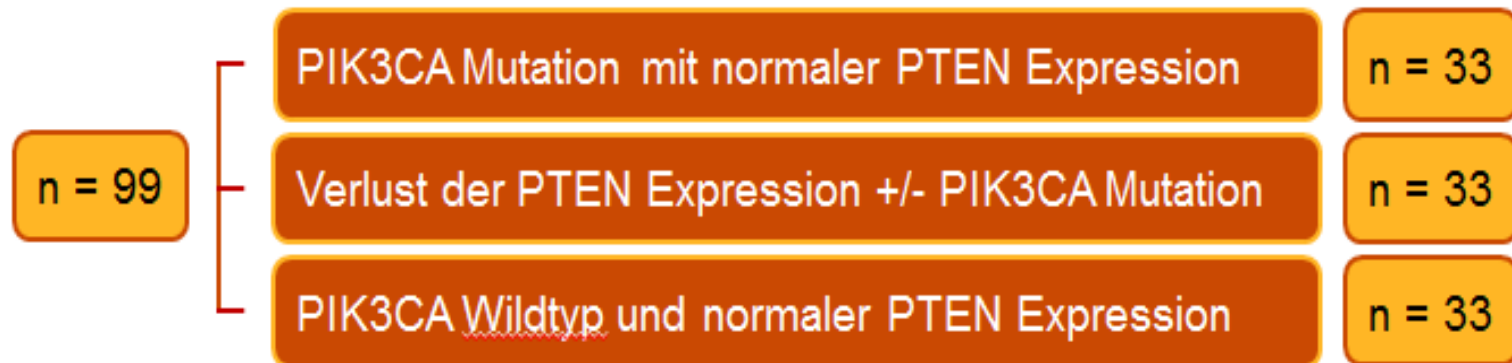 PIK3CA Mutation mit normaler PTEN Expression n = 33
n = 99 Verlust der PTEN Expression +/- PIK3CA Mutation n = 33
PIK3CA Wildtyp und normaler PTEN Expression n = 33